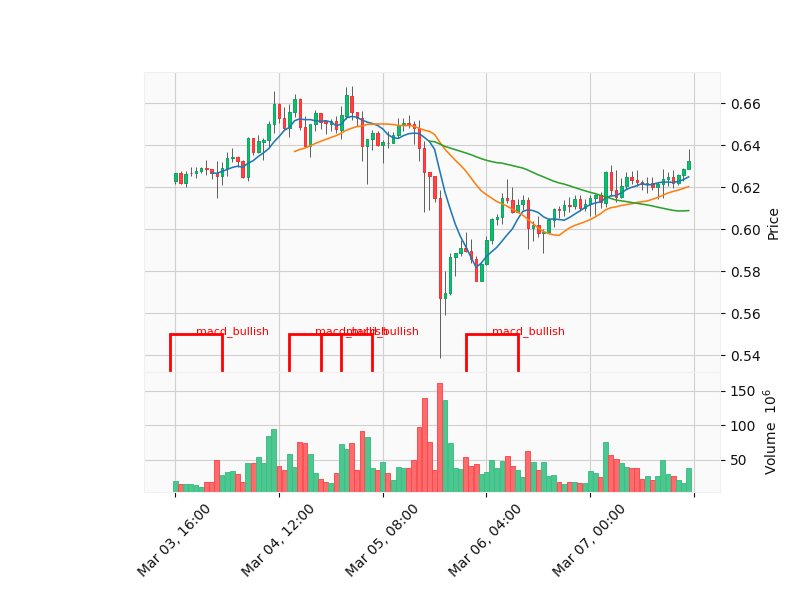 0.66
0.64
0.62
0.60
0.58
0.56
0.54
Price
macd_bullish
macd_bullish
macd_bullish
macd_bullish
150
100
50
Volume 10^6
Mar 03, 16:00
Mar 04, 12:00
Mar 05, 08:00
Mar 06, 04:00
Mar 07, 00:00